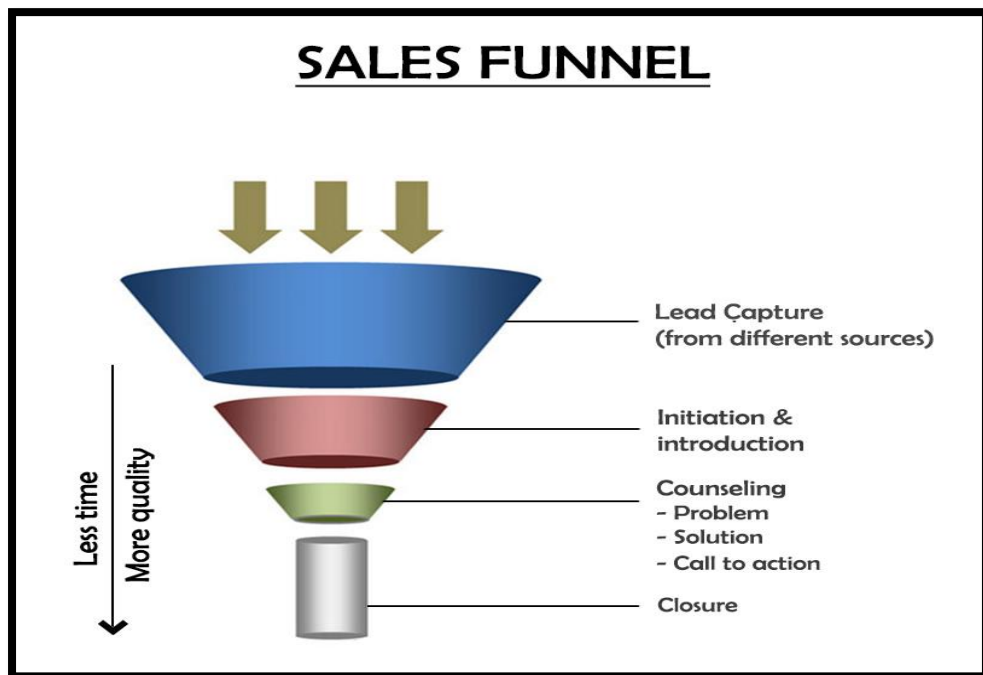 SALES FUNNEL
Lead Capture
(from different sources)
Initiation &
introduction
Counseling
- Problem
- Solution
- Call to action
Closure
Less time
More quality